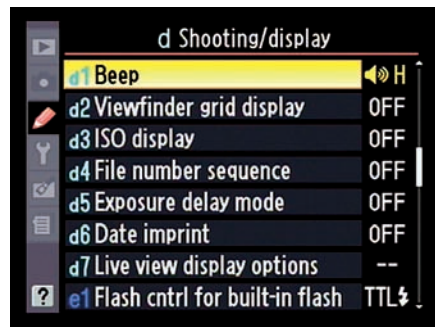 d Shooting/display
d1 Beep H
d2 Viewfinder grid display OFF
d3 ISO display OFF
d4 File number sequence OFF
d5 Exposure delay mode OFF
d6 Date imprint OFF
d7 Live view display options --
? e1 Flash cntrl for built-in flash TTL